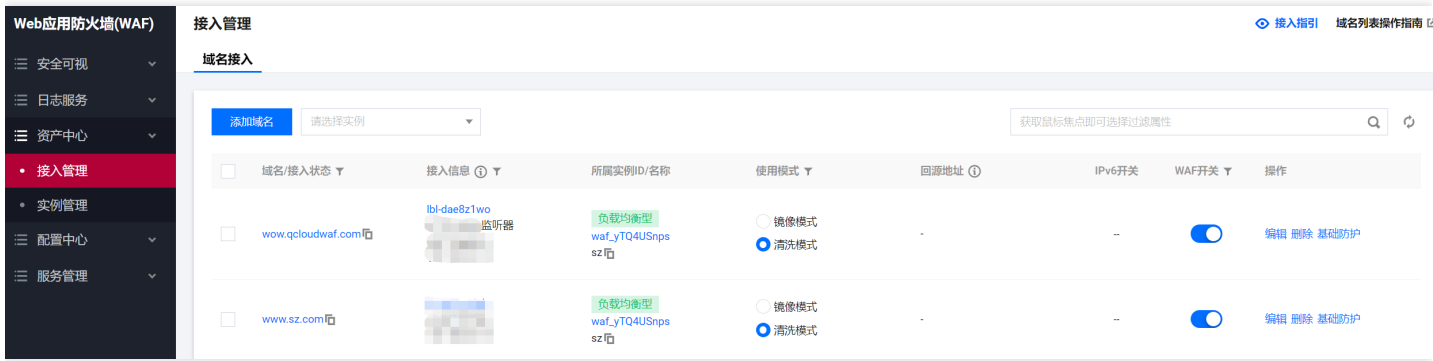 Web应用防火墙(WAF)
接入管理
接入指引
域名列表操作指南
安全可视
日志服务
资产中心
接入管理
实例管理
配置中心
服务管理
域名接入
添加域名
请选择实例
获取鼠标焦点即可选择过滤属性
域名/接入状态
接入信息
所属实例ID/名称
使用模式
回源地址
IPv6开关
WAF开关
操作
wow.qcloudwaf.com
lbl-dae8z1wo
监听器
负载均衡型
waf_yTQ4USnps
sz
镜像模式
清洗模式
-
--
编辑 删除 基础防护
www.sz.com
负载均衡型
waf_yTQ4USnps
sz
镜像模式
清洗模式
-
--
编辑 删除 基础防护